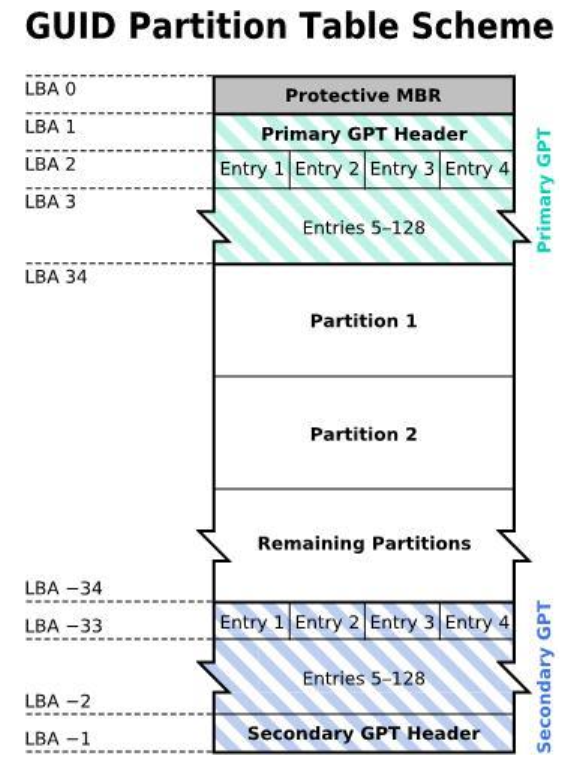 GUID Partition Table Scheme
LBA 0
Protective MBR
LBA 1
Primary GPT Header
LBA 2
Entry 1 Entry 2 Entry 3 Entry 4
LBA 3
Entries 5–128
Primary GPT
LBA 34
Partition 1
Partition 2
Remaining Partitions
LBA −34
LBA −33
Entry 1 Entry 2 Entry 3 Entry 4
Entries 5–128
LBA −2
Secondary GPT Header
LBA −1
Secondary GPT